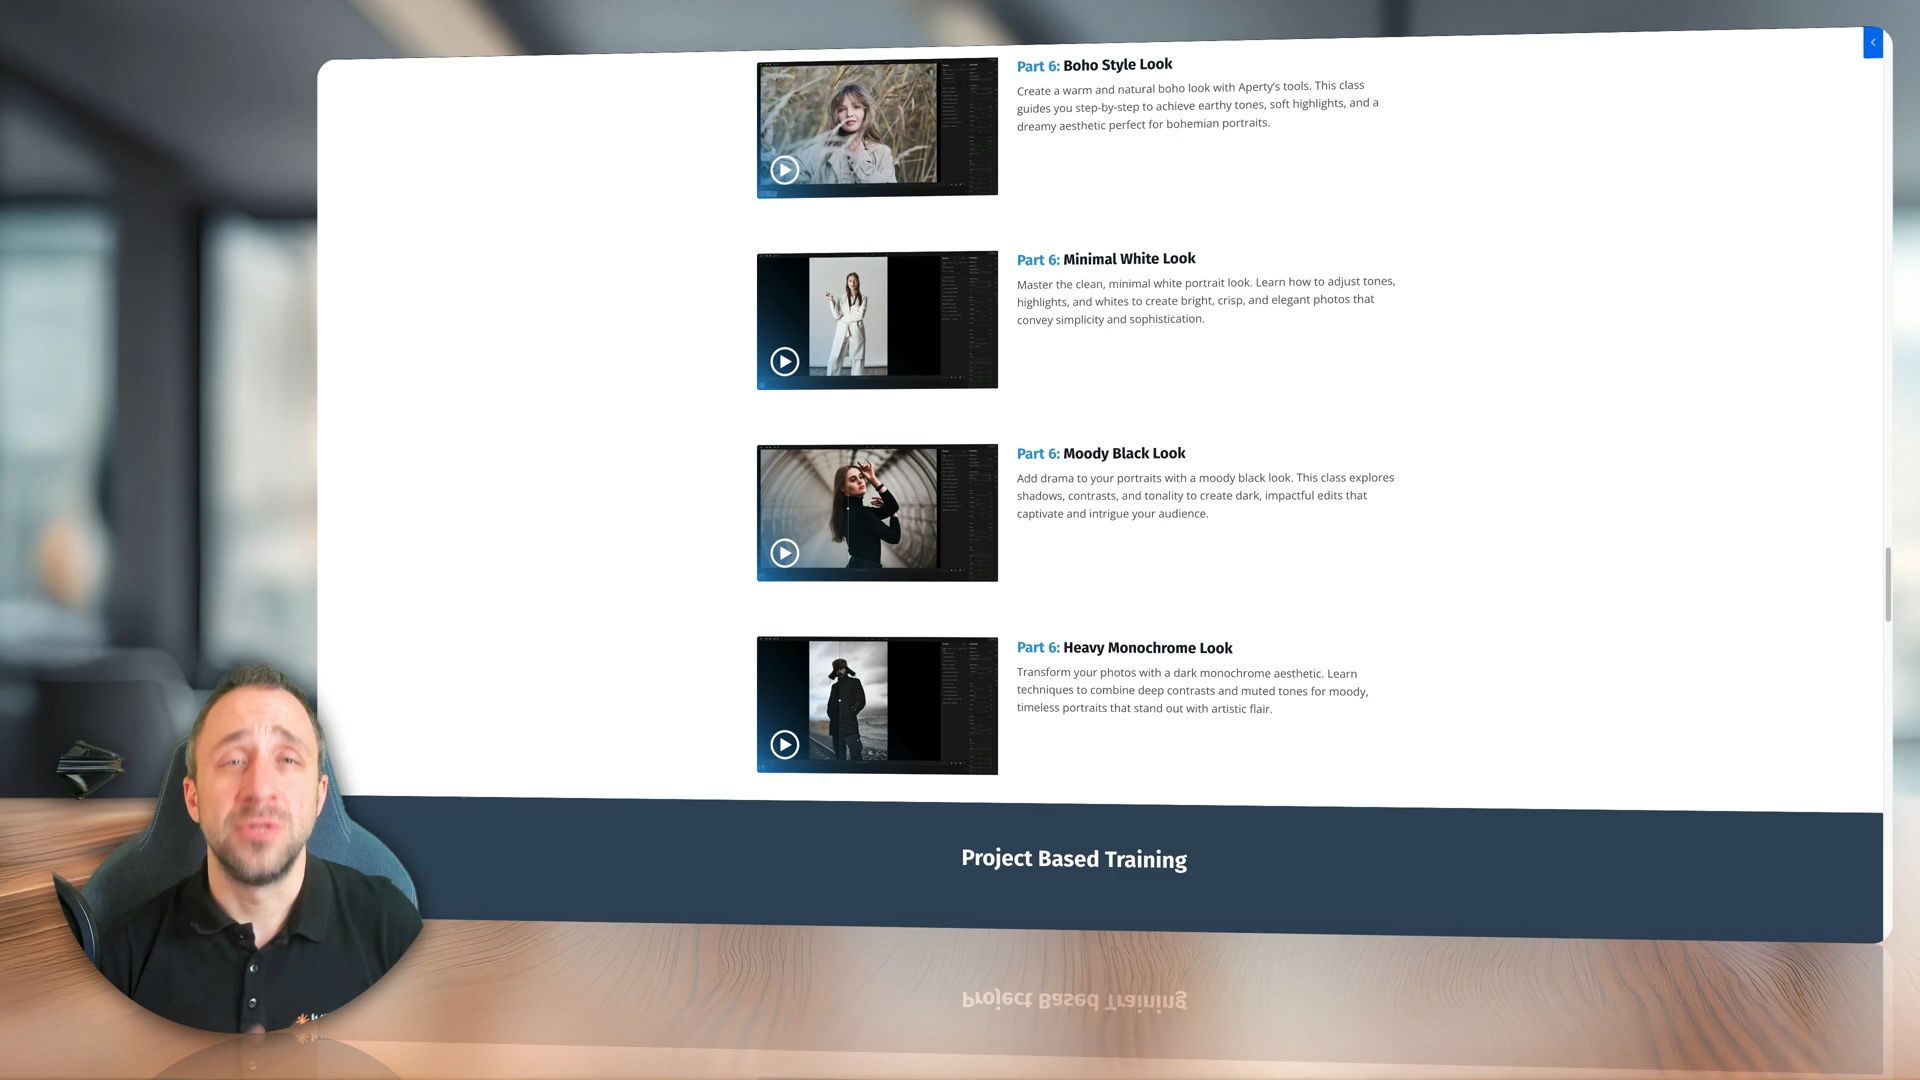 Part 6: Boho Style Look
Create a warm and natural boho look with Aperty's tools. This class
guides you step-by-step to achieve earthy tones, soft highlights, and a
dreamy aesthetic perfect for bohemian portraits.
Part 6: Minimal White Look
Master the clean, minimal white portrait look. Learn how to adjust tones,
highlights, and whites to create bright, crisp, and elegant photos that
convey simplicity and sophistication.
Part 6: Moody Black Look
Add drama to your portraits with a moody black look. This class explores
shadows, contrasts, and tonality to create dark, impactful edits that
captivate and intrigue your audience.
Part 6: Heavy Monochrome Look
Transform your photos with a dark monochrome aesthetic. Learn
techniques to combine deep contrasts and muted tones for moody,
timeless portraits that stand out with artistic flair.
Project Based Training
Project Based Training